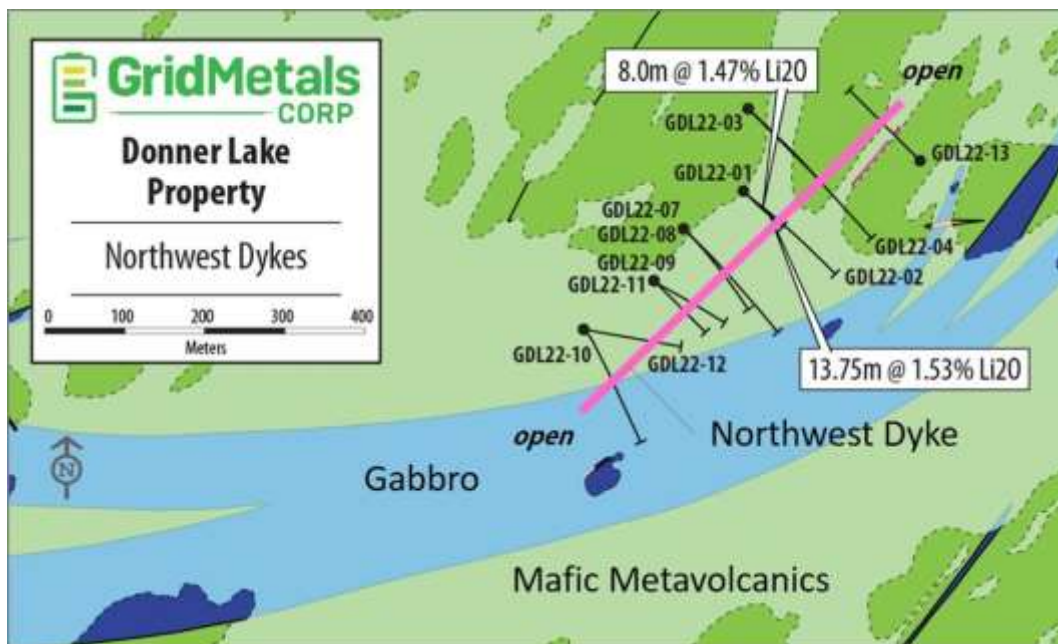 GridMetals
CORP
Donner Lake
Property
Northwest Dykes
0 100 200 300 400
Meters
8.0m @ 1.47% Li2O
open
GDL22-03
GDL22-13
GDL22-01
GDL22-07
GDL22-08
GDL22-04
GDL22-09
GDL22-02
GDL22-11
GDL22-10
GDL22-12
13.75m @ 1.53% Li2O
open
Northwest Dyke
N
Gabbro
Mafic Metavolcanics